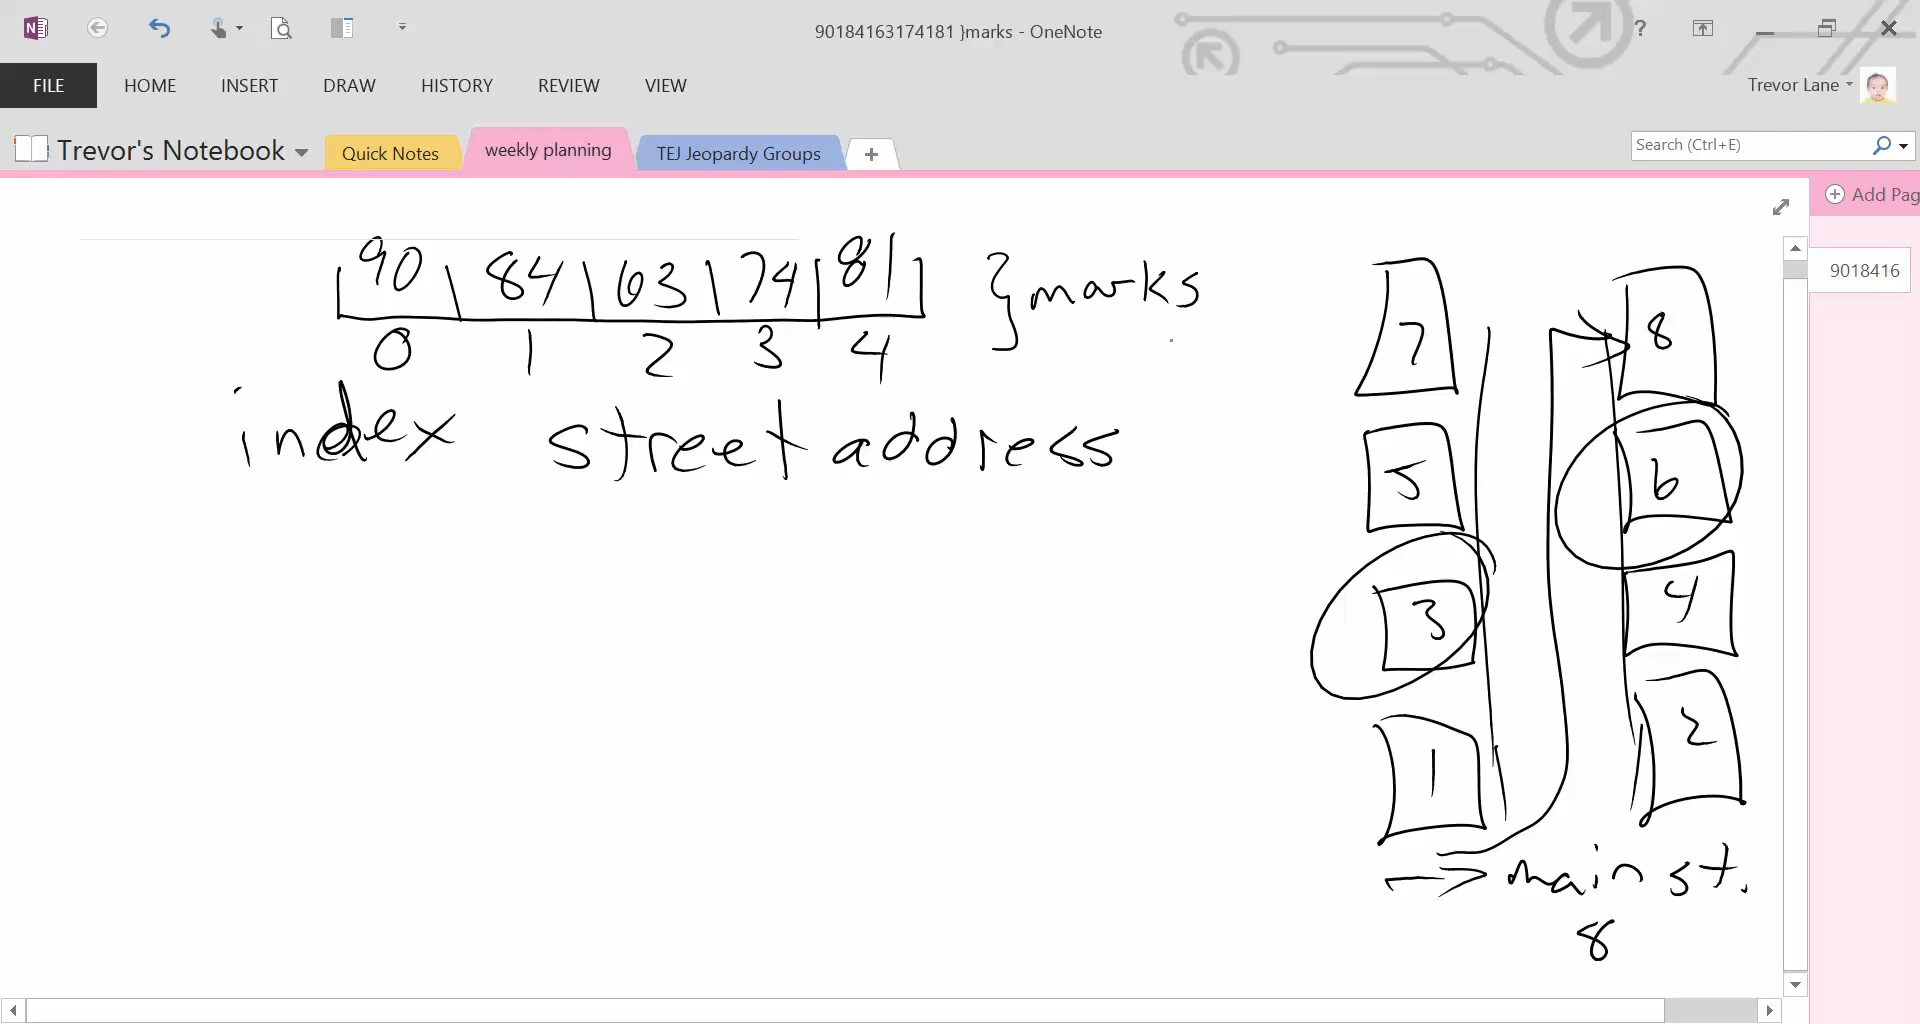 90184163174181 }marks - OneNote
?
FILE HOME INSERT DRAW HISTORY REVIEW VIEW
Trevor Lane
Trevor's Notebook
Quick Notes
weekly planning
TEJ Jeopardy Groups
Search (Ctrl+E)
Add Pag
9018416
90 84 63 74 81 } marks
0 1 2 3 4
index street address
7 8
5 6
3 4
1 2
main st.
8